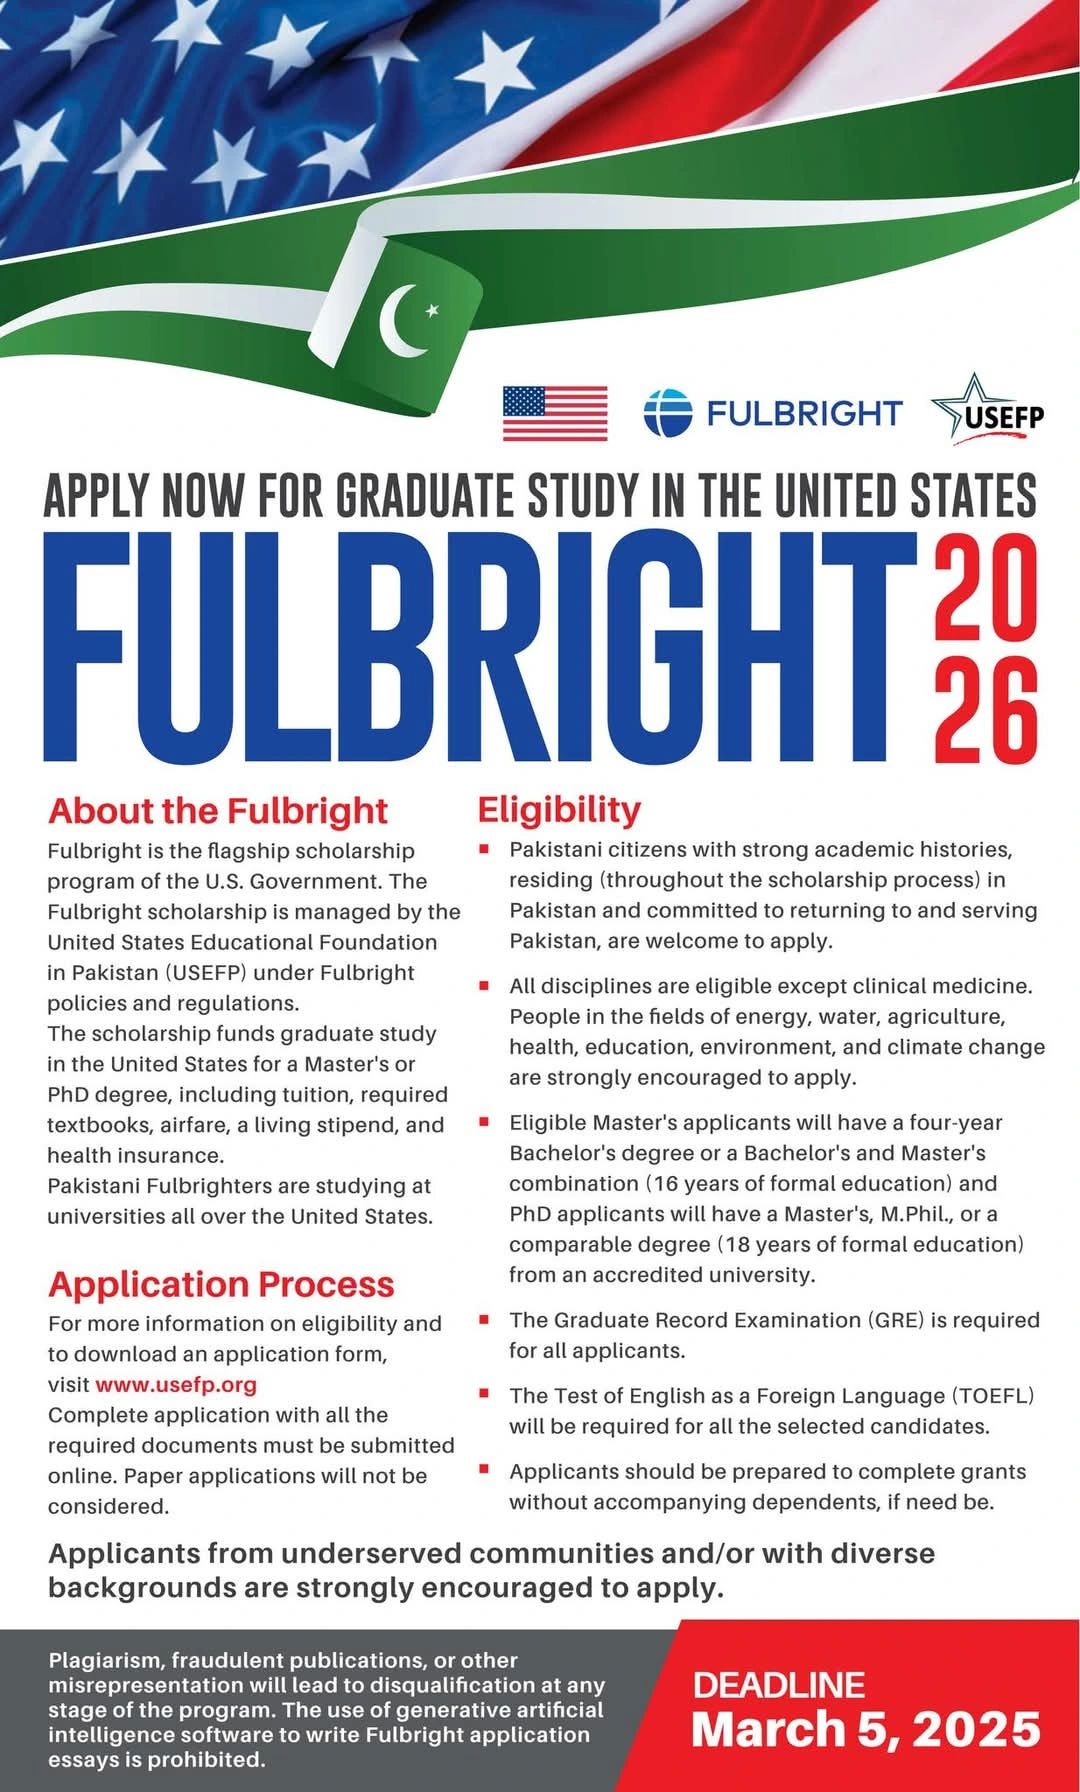 FULBRIGHT
USEFP
APPLY NOW FOR GRADUATE STUDY IN THE UNITED STATES
FULBRIGHT 20
26
About the Fulbright
Fulbright is the flagship scholarship
program of the U.S. Government. The
Fulbright scholarship is managed by the
United States Educational Foundation
in Pakistan (USEFP) under Fulbright
policies and regulations.
The scholarship funds graduate study
in the United States for a Master's or
PhD degree, including tuition, required
textbooks, airfare, a living stipend, and
health insurance.
Pakistani Fulbrighters are studying at
universities all over the United States.
Application Process
For more information on eligibility and
to download an application form,
visit www.usefp.org
Complete application with all the
required documents must be submitted
online. Paper applications will not be
considered.
Eligibility
Pakistani citizens with strong academic histories,
residing (throughout the scholarship process) in
Pakistan and committed to returning to and serving
Pakistan, are welcome to apply.
All disciplines are eligible except clinical medicine.
People in the fields of energy, water, agriculture,
health, education, environment, and climate change
are strongly encouraged to apply.
Eligible Master's applicants will have a four-year
Bachelor's degree or a Bachelor's and Master's
combination (16 years of formal education) and
PhD applicants will have a Master's, M.Phil., or a
comparable degree (18 years of formal education)
from an accredited university.
The Graduate Record Examination (GRE) is required
for all applicants.
The Test of English as a Foreign Language (TOEFL)
will be required for all the selected candidates.
Applicants should be prepared to complete grants
without accompanying dependents, if need be.
Applicants from underserved communities and/or with diverse
backgrounds are strongly encouraged to apply.
Plagiarism, fraudulent publications, or other
misrepresentation will lead to disqualification at any
stage of the program. The use of generative artificial
intelligence software to write Fulbright application
essays is prohibited.
DEADLINE
March 5, 2025